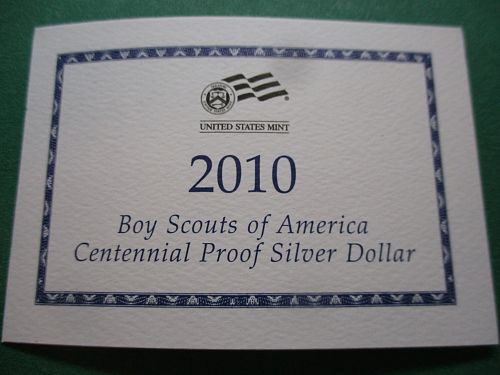 UNITED STATES MINT
2010
Boy Scouts of America
Centennial Proof Silver Dollar